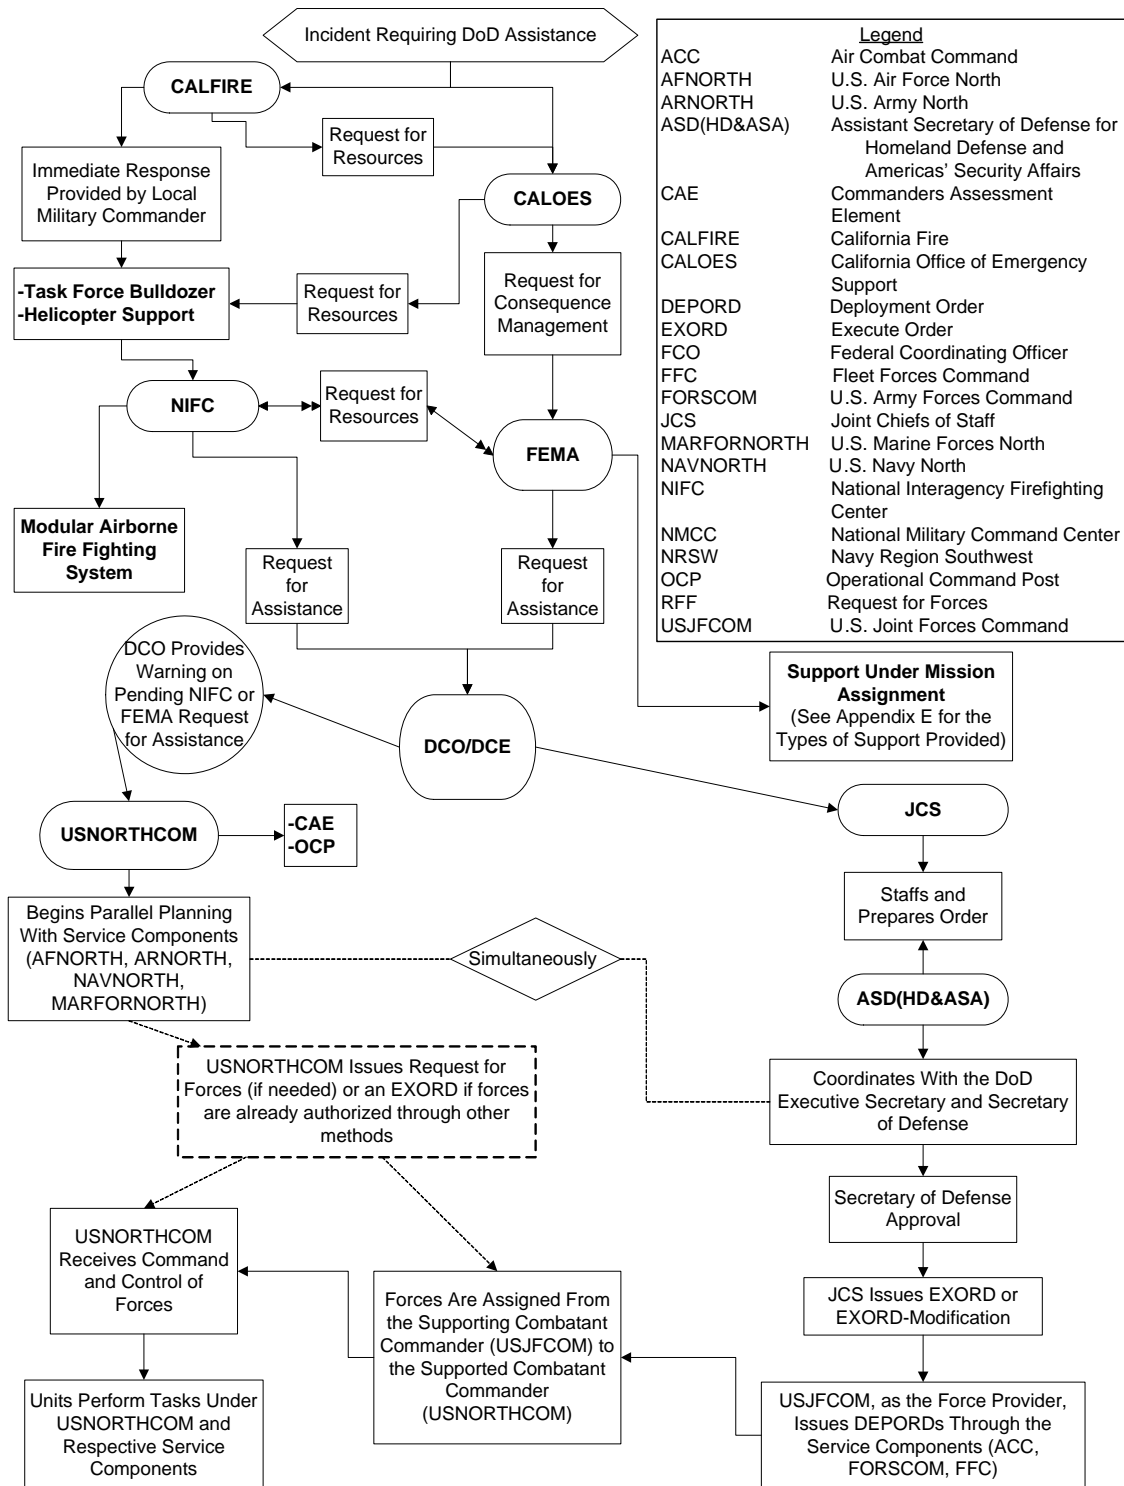 Incident Requiring DoD Assistance
CALFIRE
Request for
Resources
Immediate Response
Provided by Local
Military Commander
CALOES
-Task Force Bulldozer
-Helicopter Support
Request for
Resources
Request for
Consequence
Management
NIFC
Request for
Resources
FEMA
Modular Airborne
Fire Fighting
System
Request
for
Assistance
Request
for
Assistance
Legend
ACC Air Combat Command
AFNORTH U.S. Air Force North
ARNORTH U.S. Army North
ASD(HD&ASA) Assistant Secretary of Defense for
Homeland Defense and
Americas' Security Affairs
CAE Commanders Assessment
Element
CALFIRE California Fire
CALOES California Office of Emergency
Support
DEPORD Deployment Order
EXORD Execute Order
FCO Federal Coordinating Officer
FFC Fleet Forces Command
FORSCOM U.S. Army Forces Command
JCS Joint Chiefs of Staff
MARFORNORTH U.S. Marine Forces North
NAVNORTH U.S. Navy North
NIFC National Interagency Firefighting
Center
NMCC National Military Command Center
NRSW Navy Region Southwest
OCP Operational Command Post
RFF Request for Forces
USJFCOM U.S. Joint Forces Command
DCO Provides
Warning on
Pending NIFC or
FEMA Request
for Assistance
DCO/DCE
Support Under Mission
Assignment
(See Appendix E for the
Types of Support Provided)
USNORTHCOM
-CAE
-OCP
JCS
Begins Parallel Planning
With Service Components
(AFNORTH, ARNORTH,
NAVNORTH,
MARFORNORTH)
Simultaneously
Staffs and
Prepares Order
ASD(HD&ASA)
USNORTHCOM Issues Request for
Forces (if needed) or an EXORD if forces
are already authorized through other
methods
Coordinates With the DoD
Executive Secretary and Secretary
of Defense
Secretary of Defense
Approval
USNORTHCOM
Receives Command
and Control of
Forces
Forces Are Assigned From
the Supporting Combatant
Commander (USJFCOM) to
the Supported Combatant
Commander
(USNORTHCOM)
JCS Issues EXORD or
EXORD-Modification
Units Perform Tasks Under
USNORTHCOM and
Respective Service
Components
USJFCOM, as the Force Provider,
Issues DEPORDs Through the
Service Components (ACC,
FORSCOM, FFC)